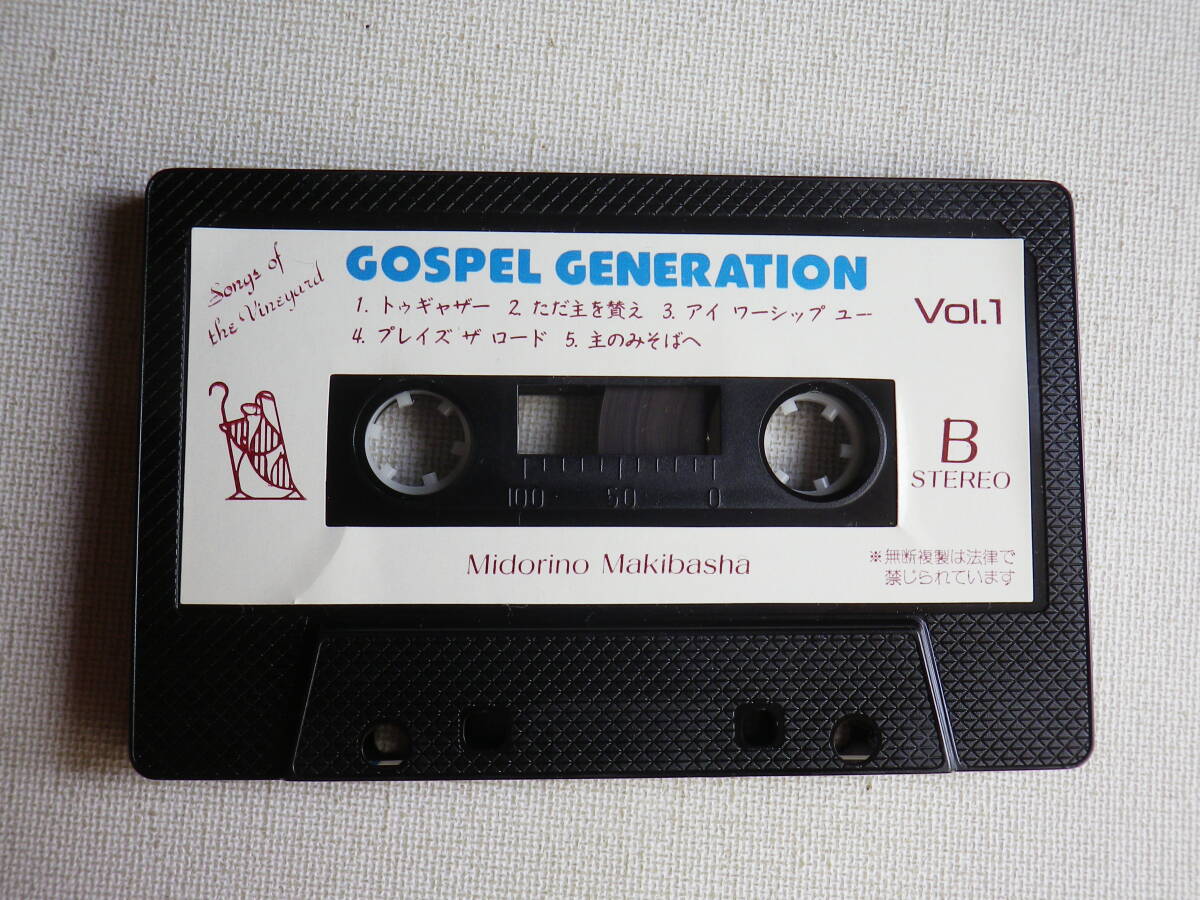 Songs of
the Vineyard
GOSPEL GENERATION
1. トゥギャザー 2. ただ主を賛え 3. アイ ワーシップ ユー
4. プレイズ ザ ロード 5. 主のみそばへ
Vol.1
B
STEREO
100 50 0
Midorino Makibasha
※無断複製は法律で
禁じられています